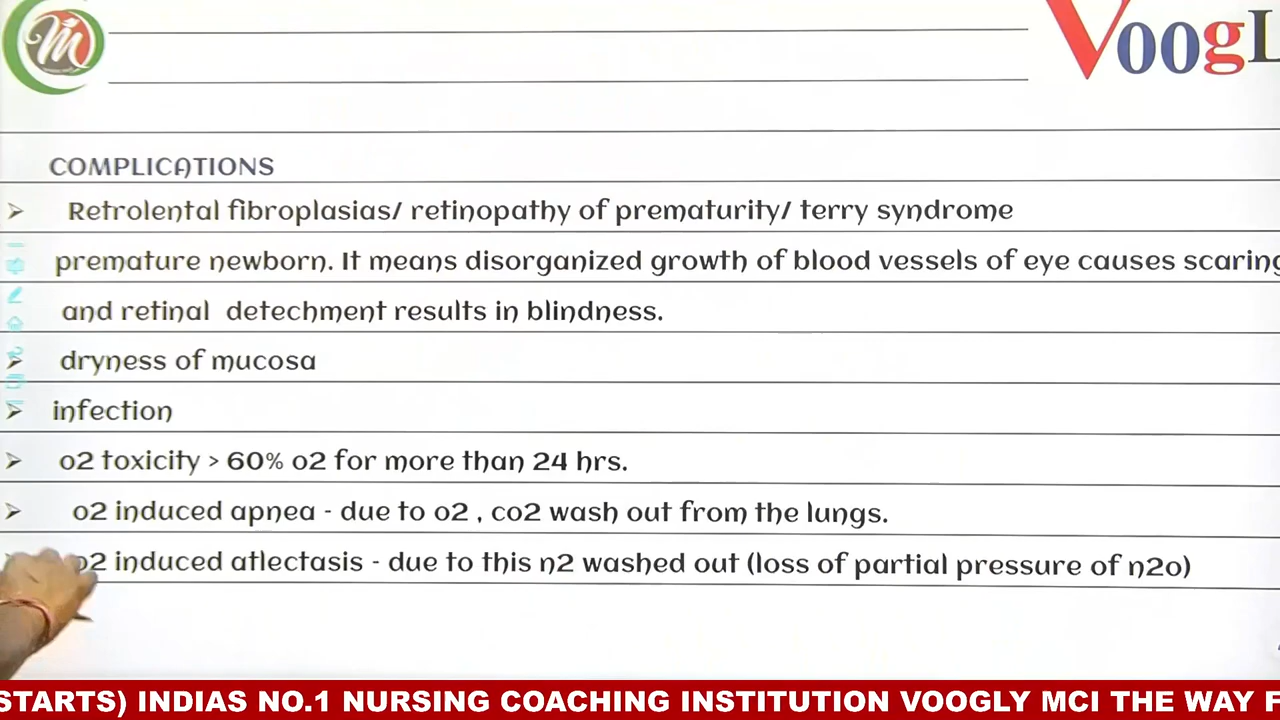 m
VoogL
COMPLICATIONS
➢ Retrolental fibroplasias/ retinopathy of prematurity/ terry syndrome
premature newborn. It means disorganized growth of blood vessels of eye causes scaring
and retinal detechment results in blindness.
➢ dryness of mucosa
➢ infection
➢ o2 toxicity > 60% o2 for more than 24 hrs.
➢ o2 induced apnea - due to o2 , co2 wash out from the lungs.
o2 induced atlectasis - due to this n2 washed out (loss of partial pressure of n2o)
STARTS) INDIAS NO.1 NURSING COACHING INSTITUTION VOOGLY MCI THE WAY F